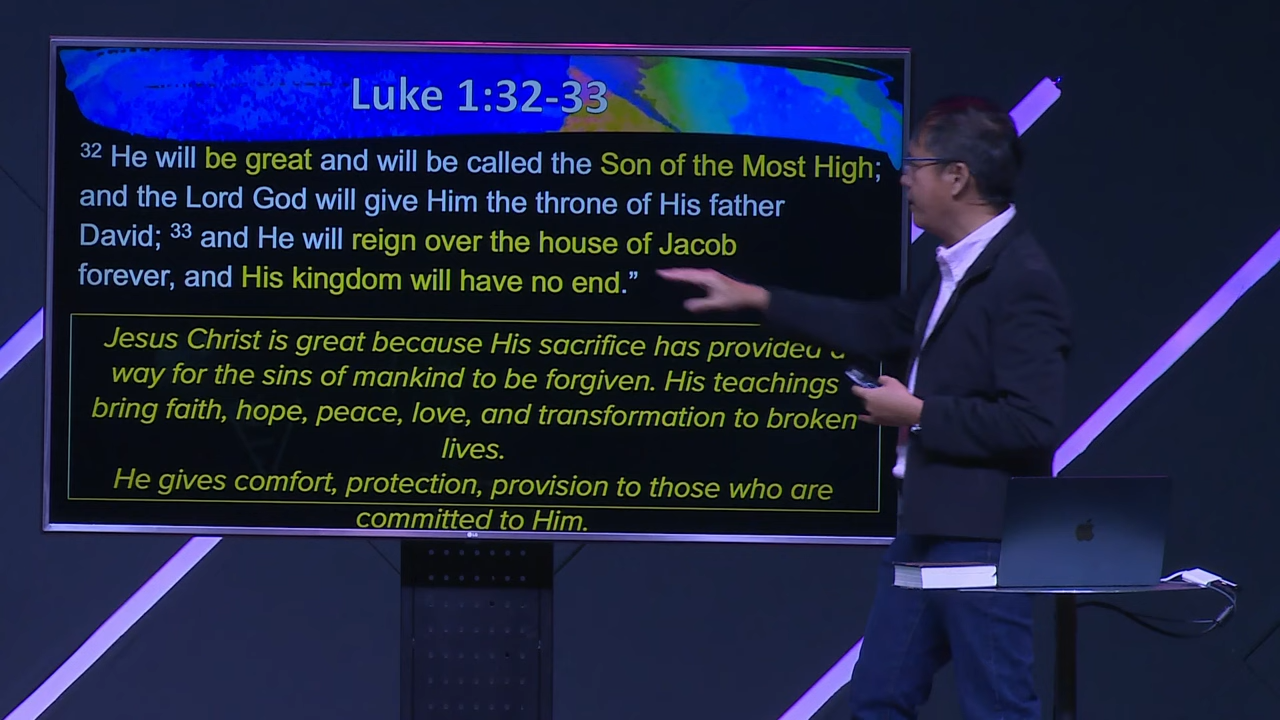 Luke 1:32-33
32 He will be great and will be called the Son of the Most High;
and the Lord God will give Him the throne of His father
David; 33 and He will reign over the house of Jacob
forever, and His kingdom will have no end.”
Jesus Christ is great because His sacrifice has provided a
way for the sins of mankind to be forgiven. His teachings
bring faith, hope, peace, love, and transformation to broken
lives.
He gives comfort, protection, provision to those who are
committed to Him.
LG